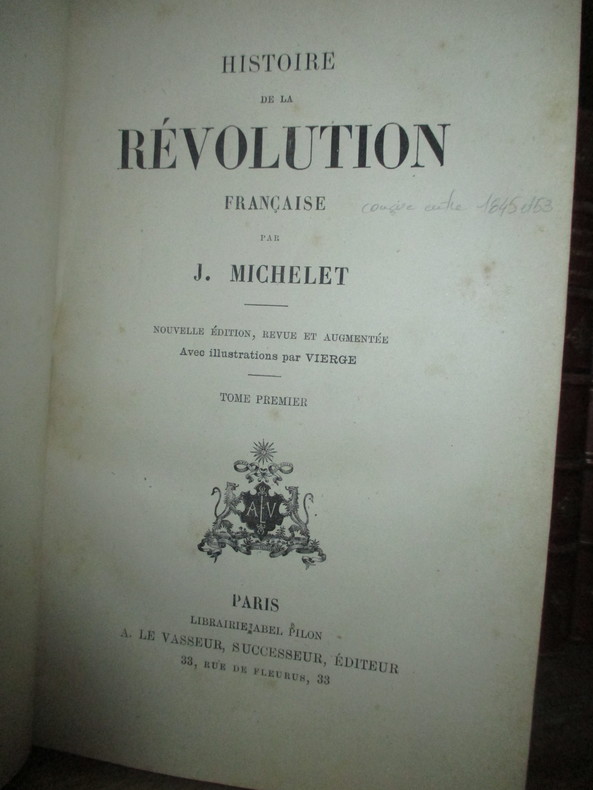 HISTOIRE
DE LA
RÉVOLUTION
FRANÇAISE
PAR
J. MICHELET
NOUVELLE ÉDITION, REVUE ET AUGMENTÉE
Avec illustrations par VIERGE
TOME PREMIER
ALV
PARIS
LIBRAIRIE ABEL PILON
A. LE VASSEUR, SUCCESSEUR, ÉDITEUR
33, RUE DE FLEURUS, 33